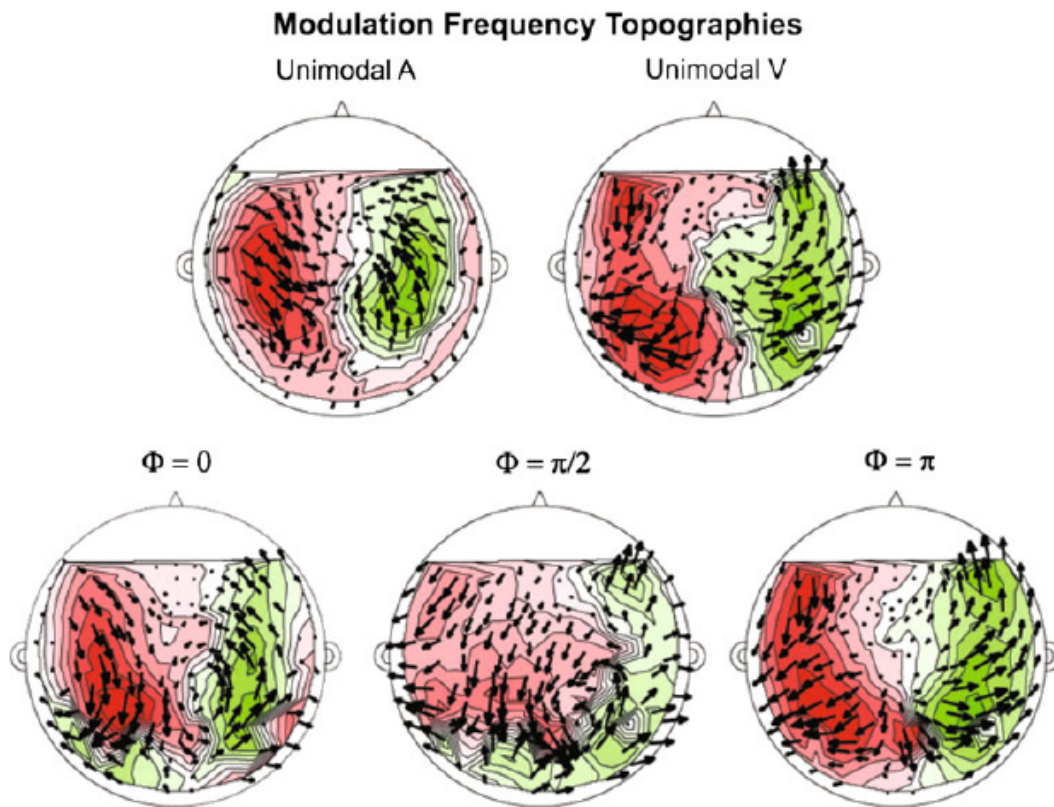 Modulation Frequency Topographies
Unimodal A
Unimodal V
Φ = 0
Φ = π/2
Φ = π